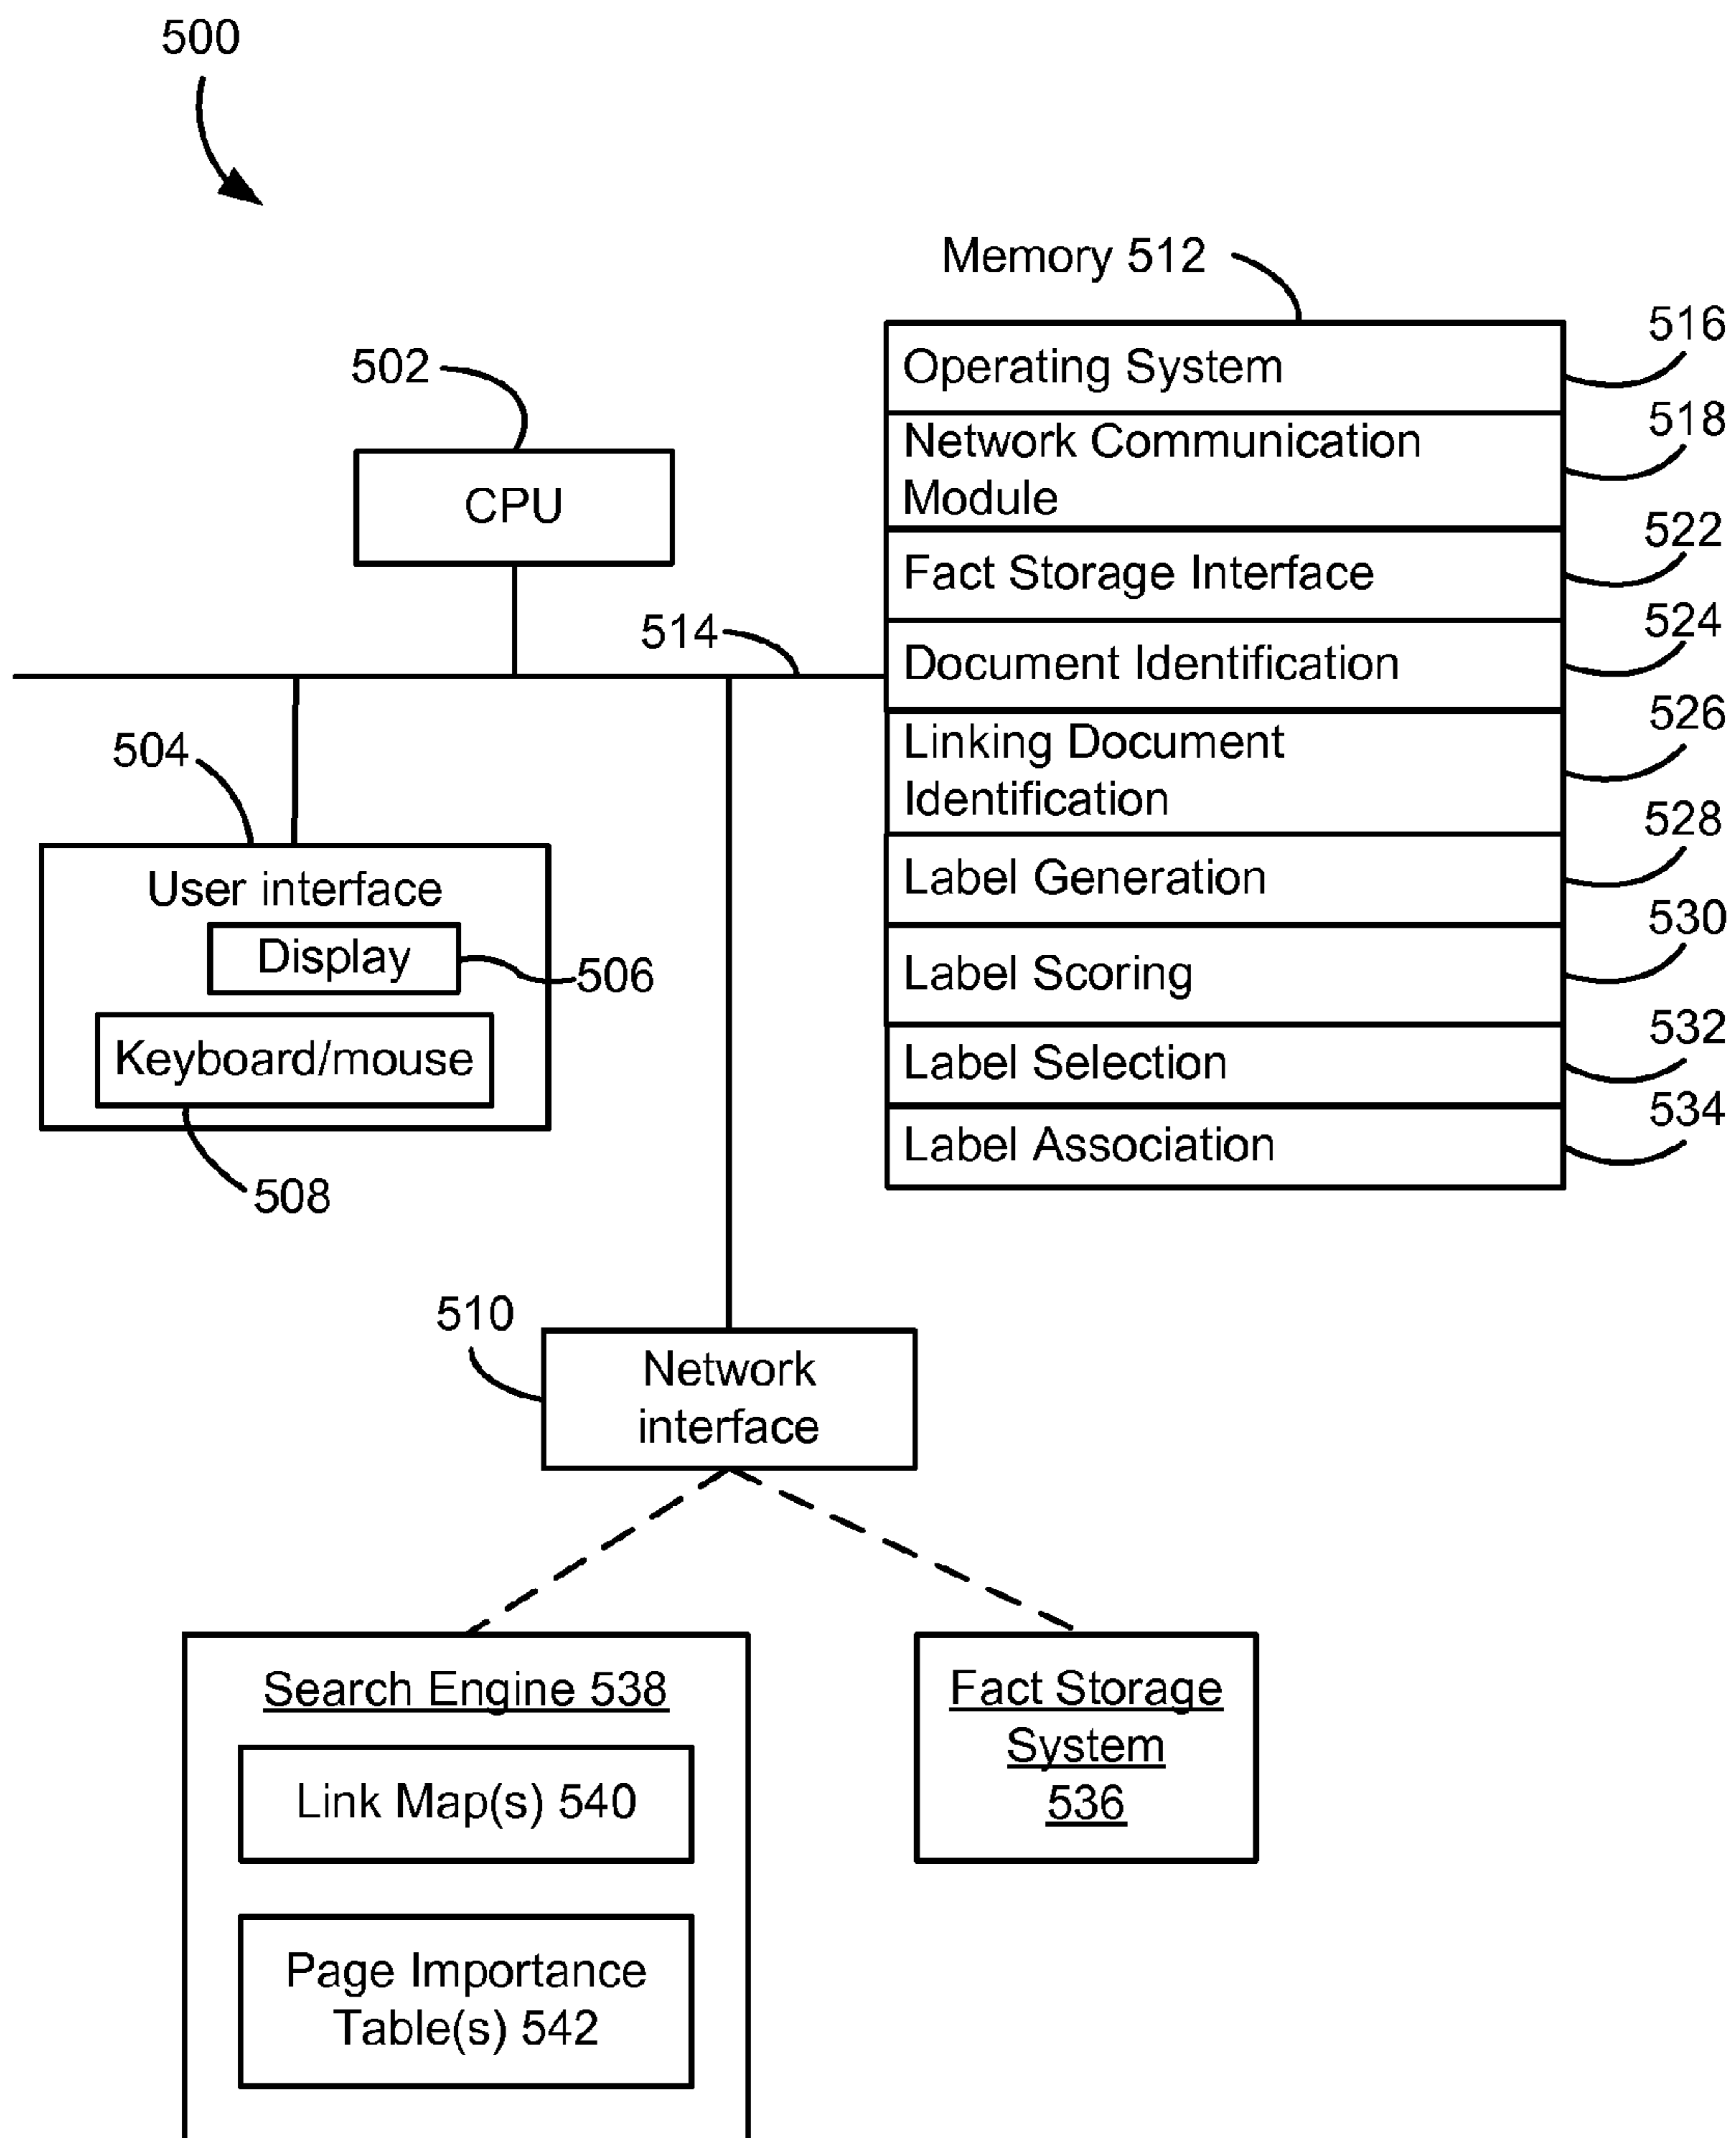 500
Memory 512
516
Operating System
502
518
Network Communication
Module
CPU
522
Fact Storage Interface
514
524
Document Identification
526
Linking Document
Identification
504
528
User interface
Label Generation
530
Display
506
Label Scoring
532
Keyboard/mouse
Label Selection
534
Label Association
508
510
Network
interface
Search Engine 538
Link Map(s) 540
Page Importance
Table(s) 542
Fact Storage
System
536